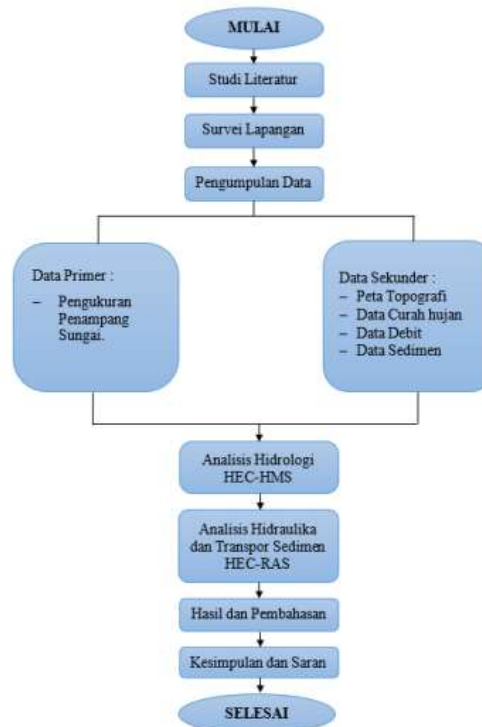 MULAI
Studi Literatur
Survei Lapangan
Pengumpulan Data
Data Primer :
– Pengukuran
Penampang
Sungai.
Data Sekunder :
– Peta Topografi
– Data Curah hujan
– Data Debit
– Data Sedimen
Analisis Hidrologi
HEC-HMS
Analisis Hidraulika
dan Transpor Sedimen
HEC-RAS
Hasil dan Pembahasan
Kesimpulan dan Saran
SELESAI